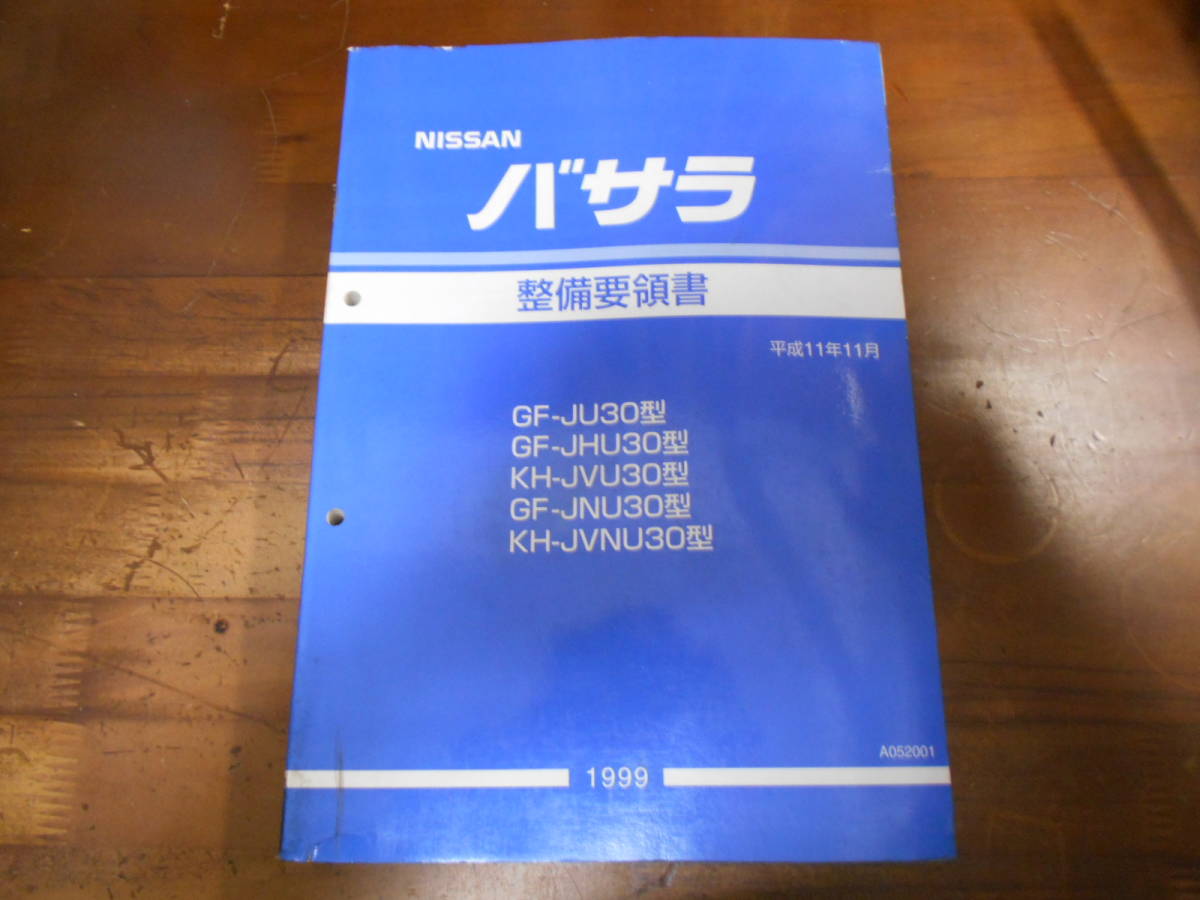 NISSAN
バサラ
整備要領書
平成11年11月
GF-JU30型
GF-JHU30型
KH-JVU30型
GF-JNU30型
KH-JVNU30型
A052001
1999